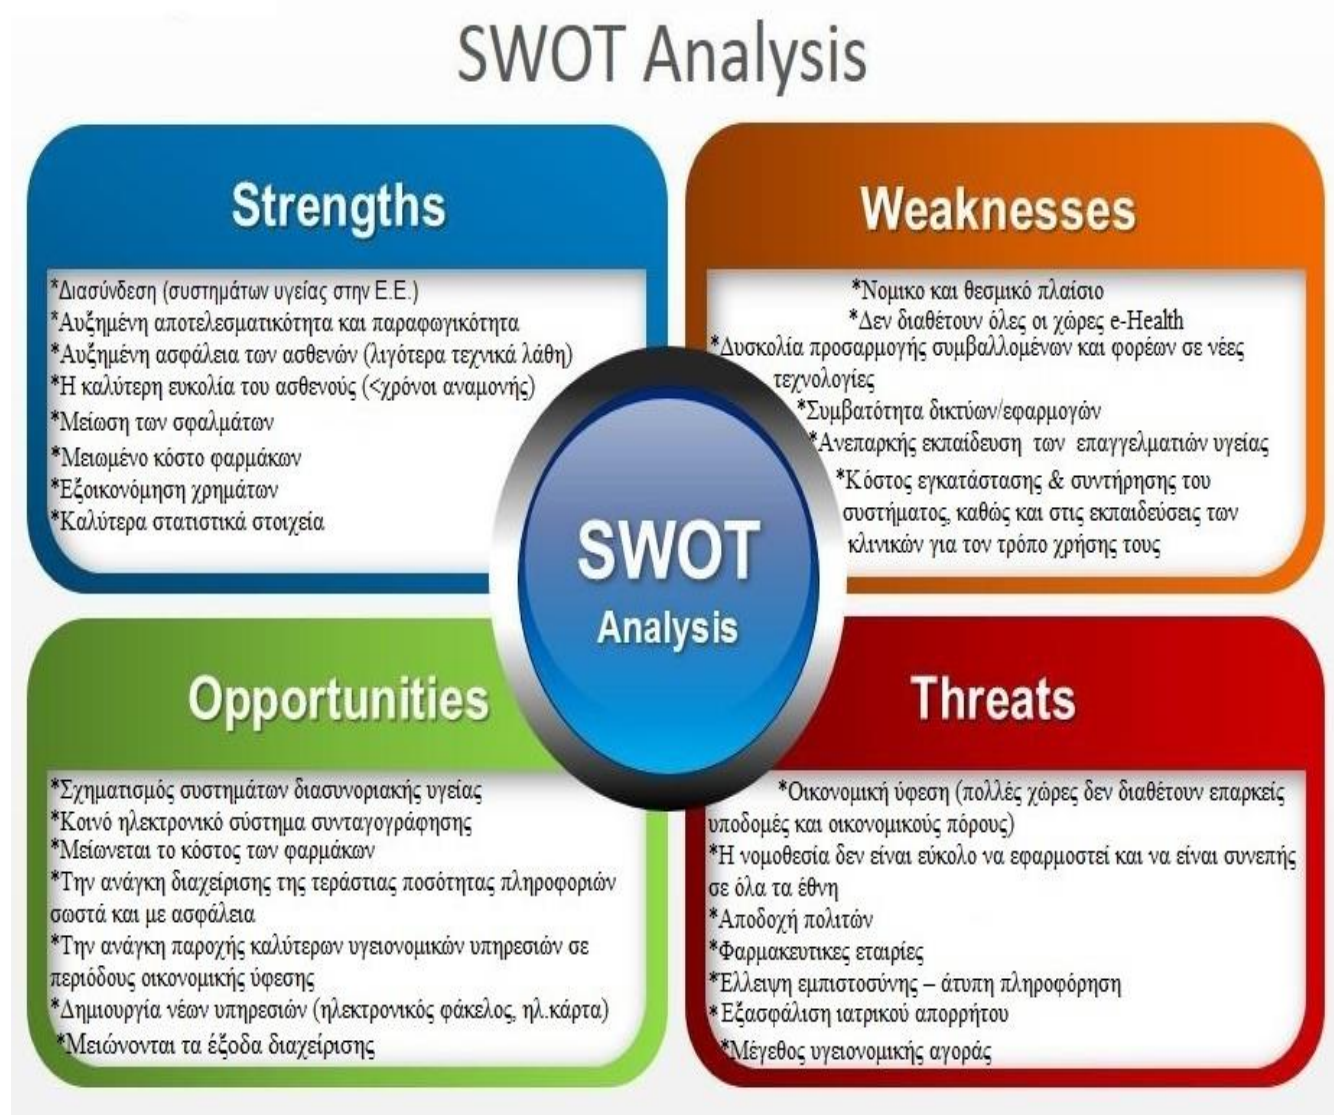 SWOT Analysis
Strengths
*Διασύνδεση (συστημάτων υγείας στην Ε.Ε.)
*Αυξημένη αποτελεσματικότητα και παραφωγικότητα
*Αυξημένη ασφάλεια των ασθενών (λιγότερα τεχνικά λάθη)
*Η καλύτερη ευκολία του ασθενούς (<χρόνοι αναμονής)
*Μείωση των σφαλμάτων
*Μειωμένο κόστο φαρμάκων
*Εξοικονόμηση χρημάτων
*Καλύτερα στατιστικά στοιχεία
Weaknesses
*Νομικο και θεσμικό πλαίσιο
*Δεν διαθέτουν όλες οι χώρες e-Health
*Δυσκολία προσαρμογής συμβαλλομένων και φορέων σε νέες
τεχνολογίες
*Συμβατότητα δικτύων/εφαρμογών
*Ανεπαρκής εκπαίδευση των επαγγελματιών υγείας
*Κόστος εγκατάστασης & συντήρησης του
συστήματος, καθώς και στις εκπαιδεύσεις των
κλινικών για τον τρόπο χρήσης τους
SWOT
Analysis
Opportunities
*Σχηματισμός συστημάτων διασυνοριακής υγείας
*Κοινό ηλεκτρονικό σύστημα συνταγογράφησης
*Μείωνεται το κόστος των φαρμάκων
*Την ανάγκη διαχείρισης της τεράστιας ποσότητας πληροφοριών
σωστά και με ασφάλεια
*Την ανάγκη παροχής καλύτερων υγειονομικών υπηρεσιών σε
περιόδους οικονομικής ύφεσης
*Δημιουργία νέων υπηρεσιών (ηλεκτρονικός φάκελος, ηλ.κάρτα)
*Μειώνονται τα έξοδα διαχείρισης
Threats
*Οικονομική ύφεση (πολλές χώρες δεν διαθέτουν επαρκείς
υποδομές και οικονομικούς πόρους)
*Η νομοθεσία δεν είναι εύκολο να εφαρμοστεί και να είναι συνεπής
σε όλα τα έθνη
*Αποδοχή πολιτών
*Φαρμακευτικες εταιρίες
*Έλλειψη εμπιστοσύνης – άτυπη πληροφόρηση
*Εξασφάλιση ιατρικού απορρήτου
*Μέγεθος υγειονομικής αγοράς